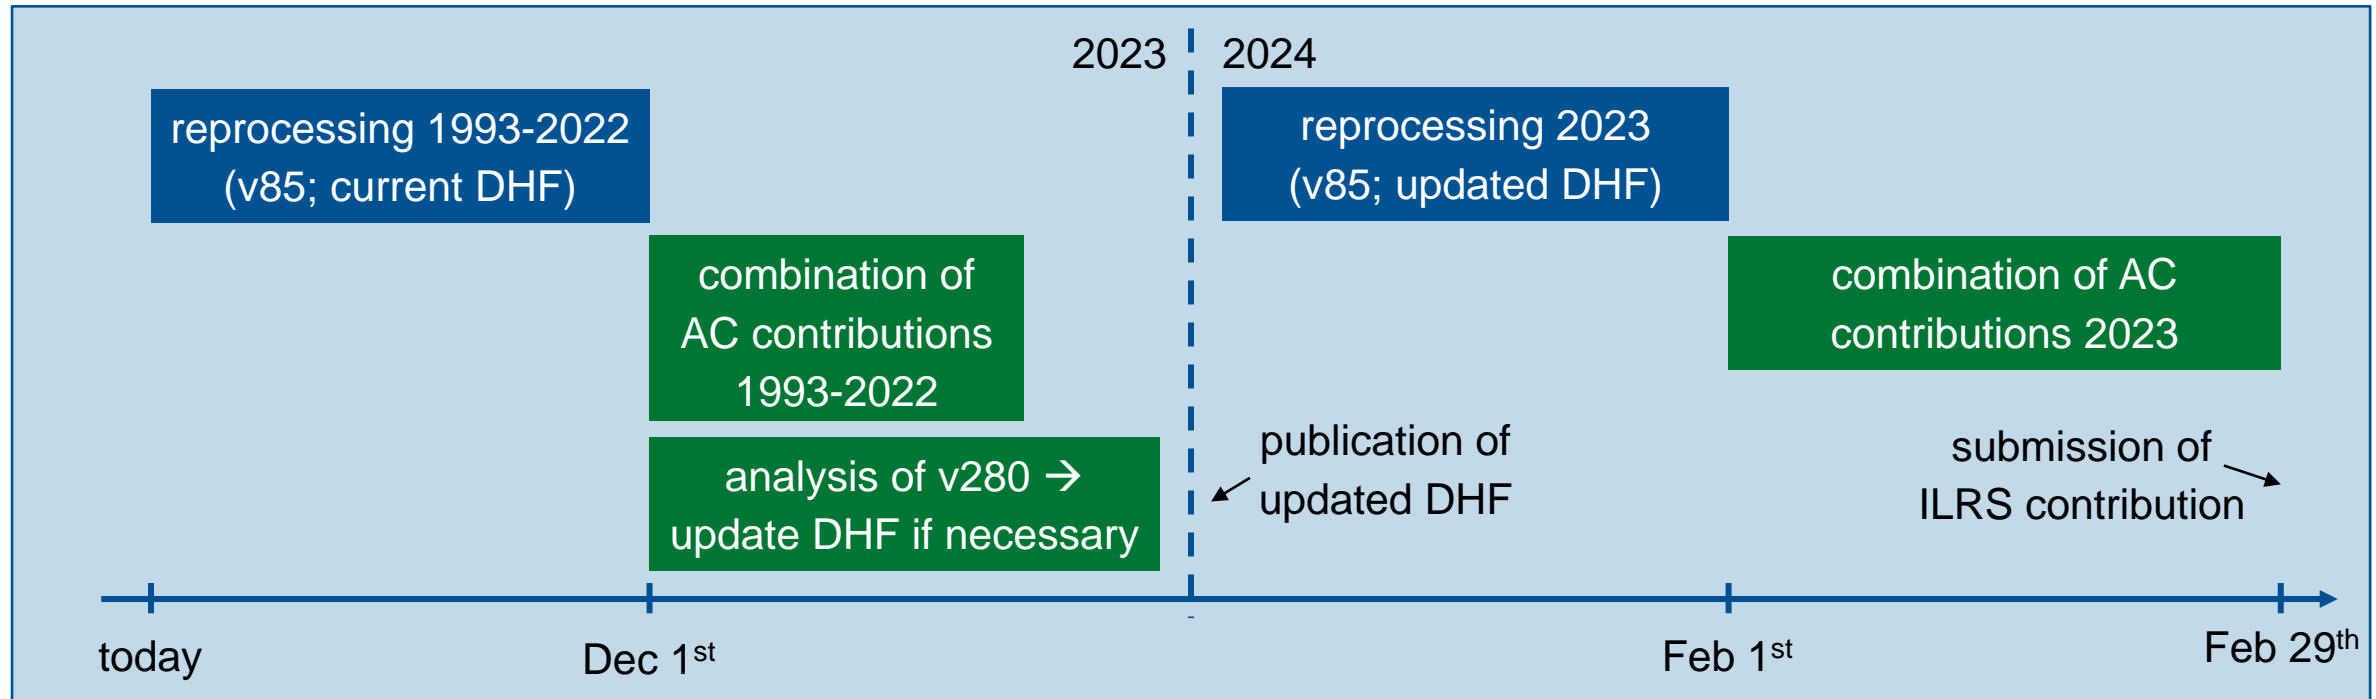 2023
2024
reprocessing 1993-2022
(v85; current DHF)
reprocessing 2023
(v85; updated DHF)
combination of
AC contributions
1993-2022
combination of AC
contributions 2023
analysis of v280 →
update DHF if necessary
publication of
updated DHF
submission of
ILRS contribution
today
Dec 1st
Feb 1st
Feb 29th